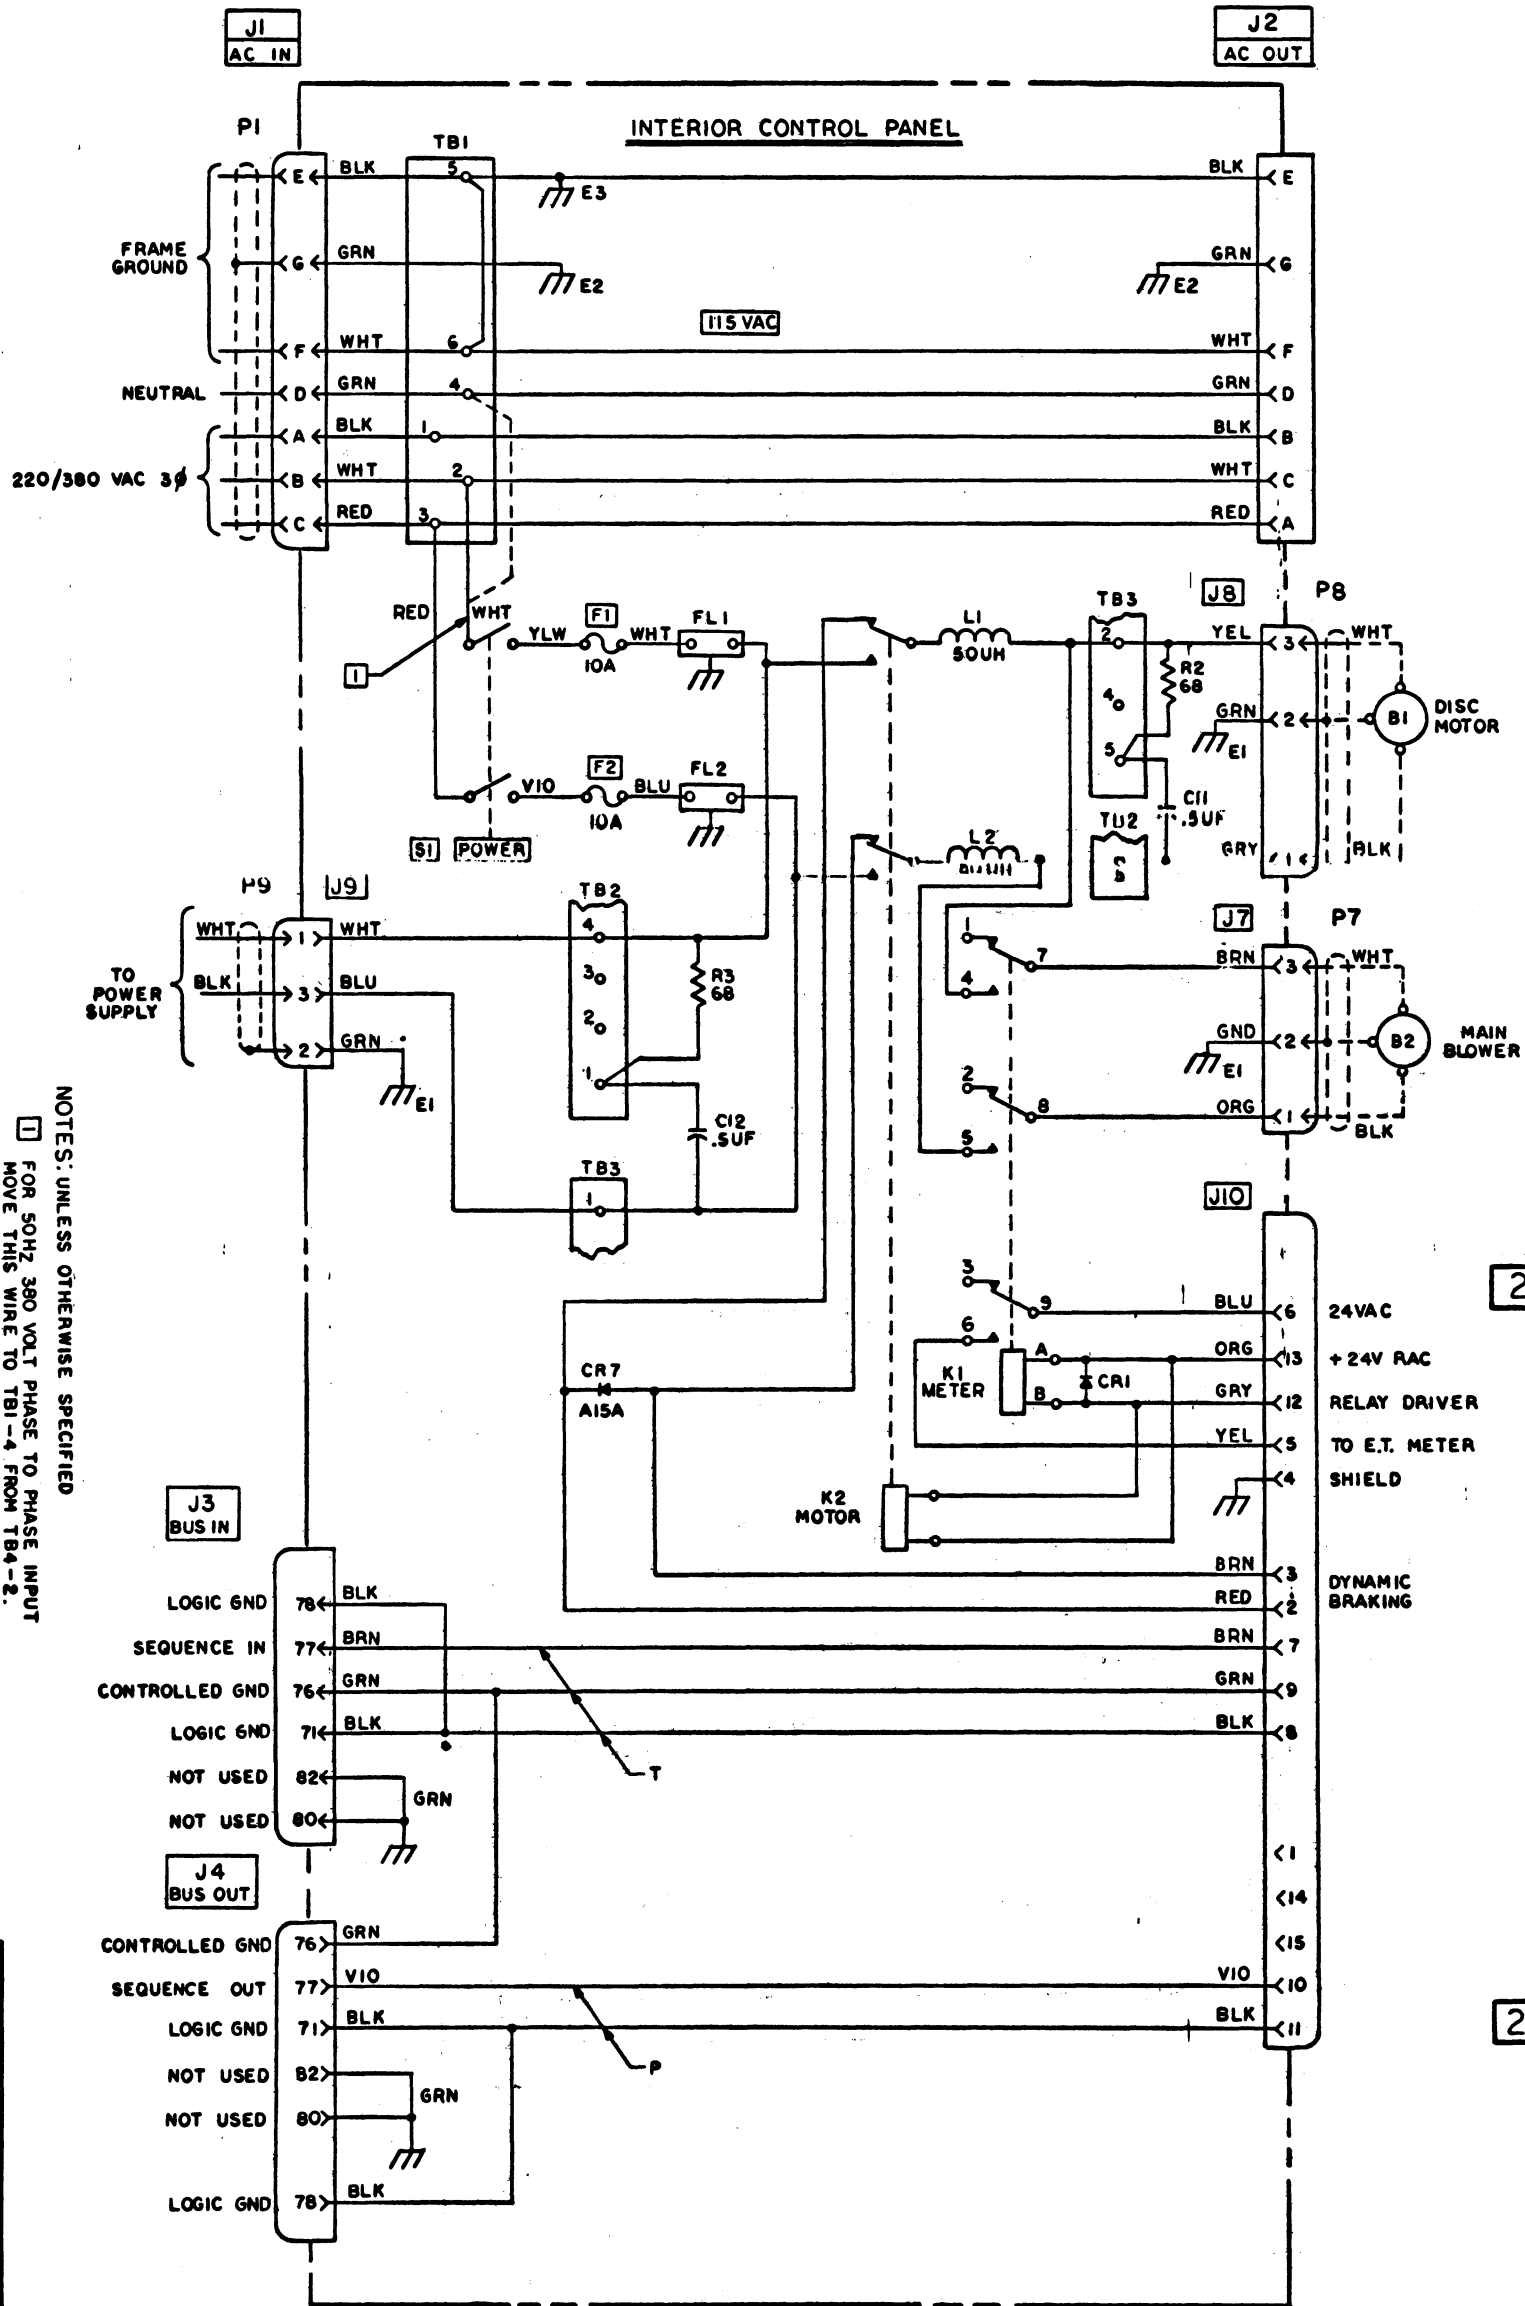 J1
AC IN
J2
AC OUT
INTERIOR CONTROL PANEL
P1
TB1
E BLK 5 E3 BLK E
FRAME
GROUND
G GRN E2 GRN G
E2
115 VAC
F WHT 6 WHT F
NEUTRAL D GRN 4 GRN D
A BLK 1 BLK B
220/380 VAC 3Ø B WHT 2 WHT C
C RED 3 RED A
RED WHT
YLW F1 WHT FL1
10A
1
VIO F2 BLU FL2
10A
S1 POWER
L1
50UH
L2
TB3
2
4
5
R2
68
C11
.5UF
J8 P8
YEL 3 WHT
GRN 2
E1
B1 DISC
MOTOR
GRY 1 BLK
P9 J9
TO
POWER
SUPPLY
WHT 1 WHT
BLK 3 BLU
2 GRN
E1
TB2
4
3
2
1
R3
68
C12
.5UF
TB3
1
J7 P7
1
4
7 BRN 3 WHT
GND 2
E1
B2 MAIN
BLOWER
2
5
8 ORG 1 BLK
J10
3
6
9 BLU 6 24VAC
2
K1
METER
A ORG 13 +24V RAC
CR1
B GRY 12 RELAY DRIVER
YEL 5 TO E.T. METER
4 SHIELD
CR7
A15A
K2
MOTOR
BRN 3
RED 2
DYNAMIC
BRAKING
NOTES: UNLESS OTHERWISE SPECIFIED
1 FOR 50HZ 380 VOLT PHASE TO PHASE INPUT
MOVE THIS WIRE TO TB1-4 FROM TB4-2.
J3
BUS IN
LOGIC GND 78 BLK
SEQUENCE IN 77 BRN BRN 7
CONTROLLED GND 76 GRN GRN 9
LOGIC GND 71 BLK BLK 8
T
NOT USED 82
GRN
NOT USED 80
1
14
15
J4
BUS OUT
CONTROLLED GND 76 GRN
SEQUENCE OUT 77 VIO VIO 10
LOGIC GND 71 BLK BLK 11
2
P
NOT USED 82
GRN
NOT USED 80
LOGIC GND 78 BLK